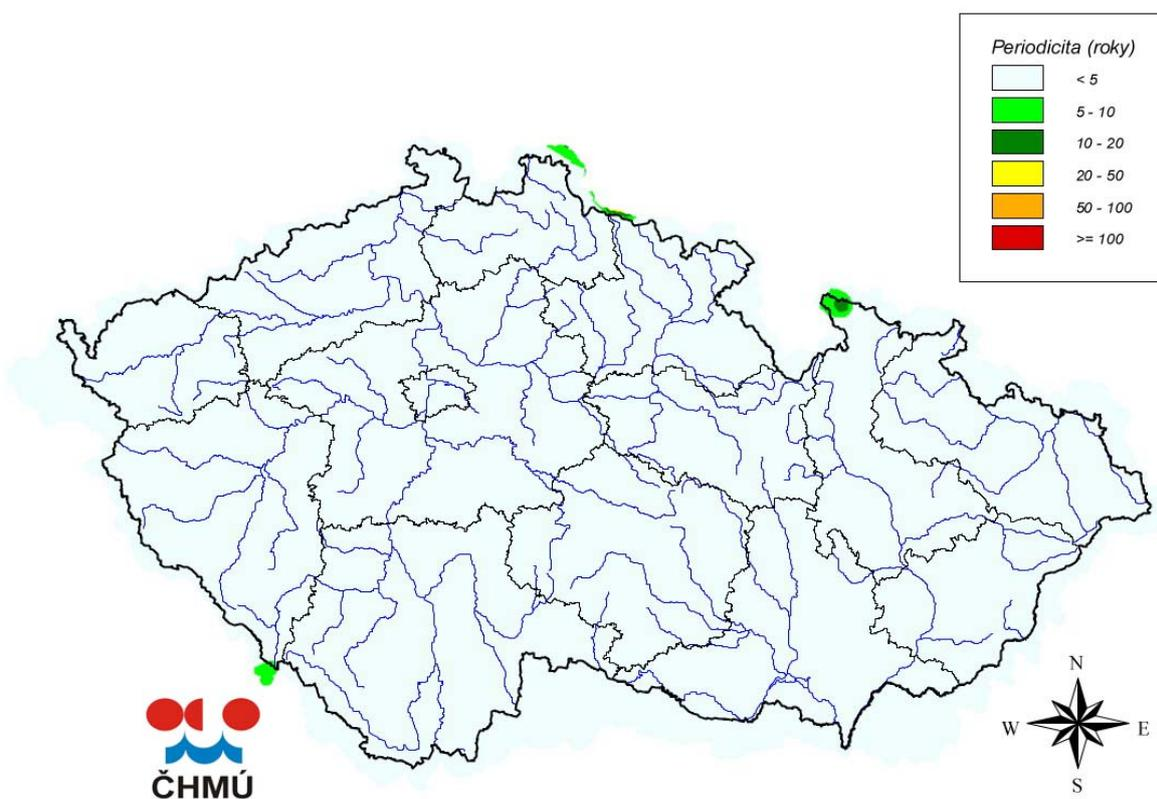 Periodicita (roky)
< 5
5 - 10
10 - 20
20 - 50
50 - 100
>= 100
N
W E
S
ČHMÚ